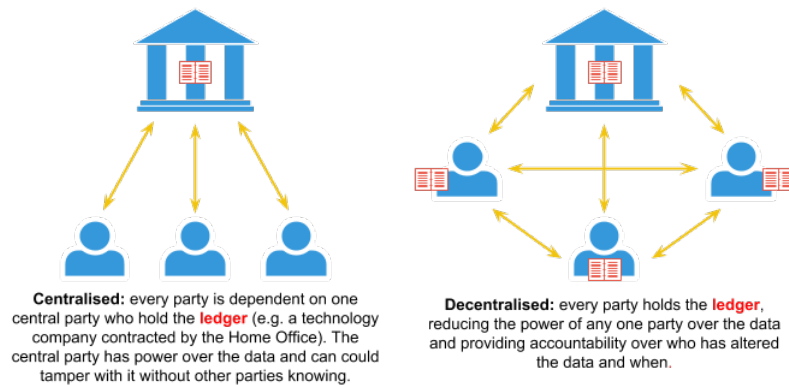 Centralised: every party is dependent on one
central party who hold the ledger (e.g. a technology
company contracted by the Home Office). The
central party has power over the data and can could
tamper with it without other parties knowing.
Decentralised: every party holds the ledger,
reducing the power of any one party over the data
and providing accountability over who has altered
the data and when.